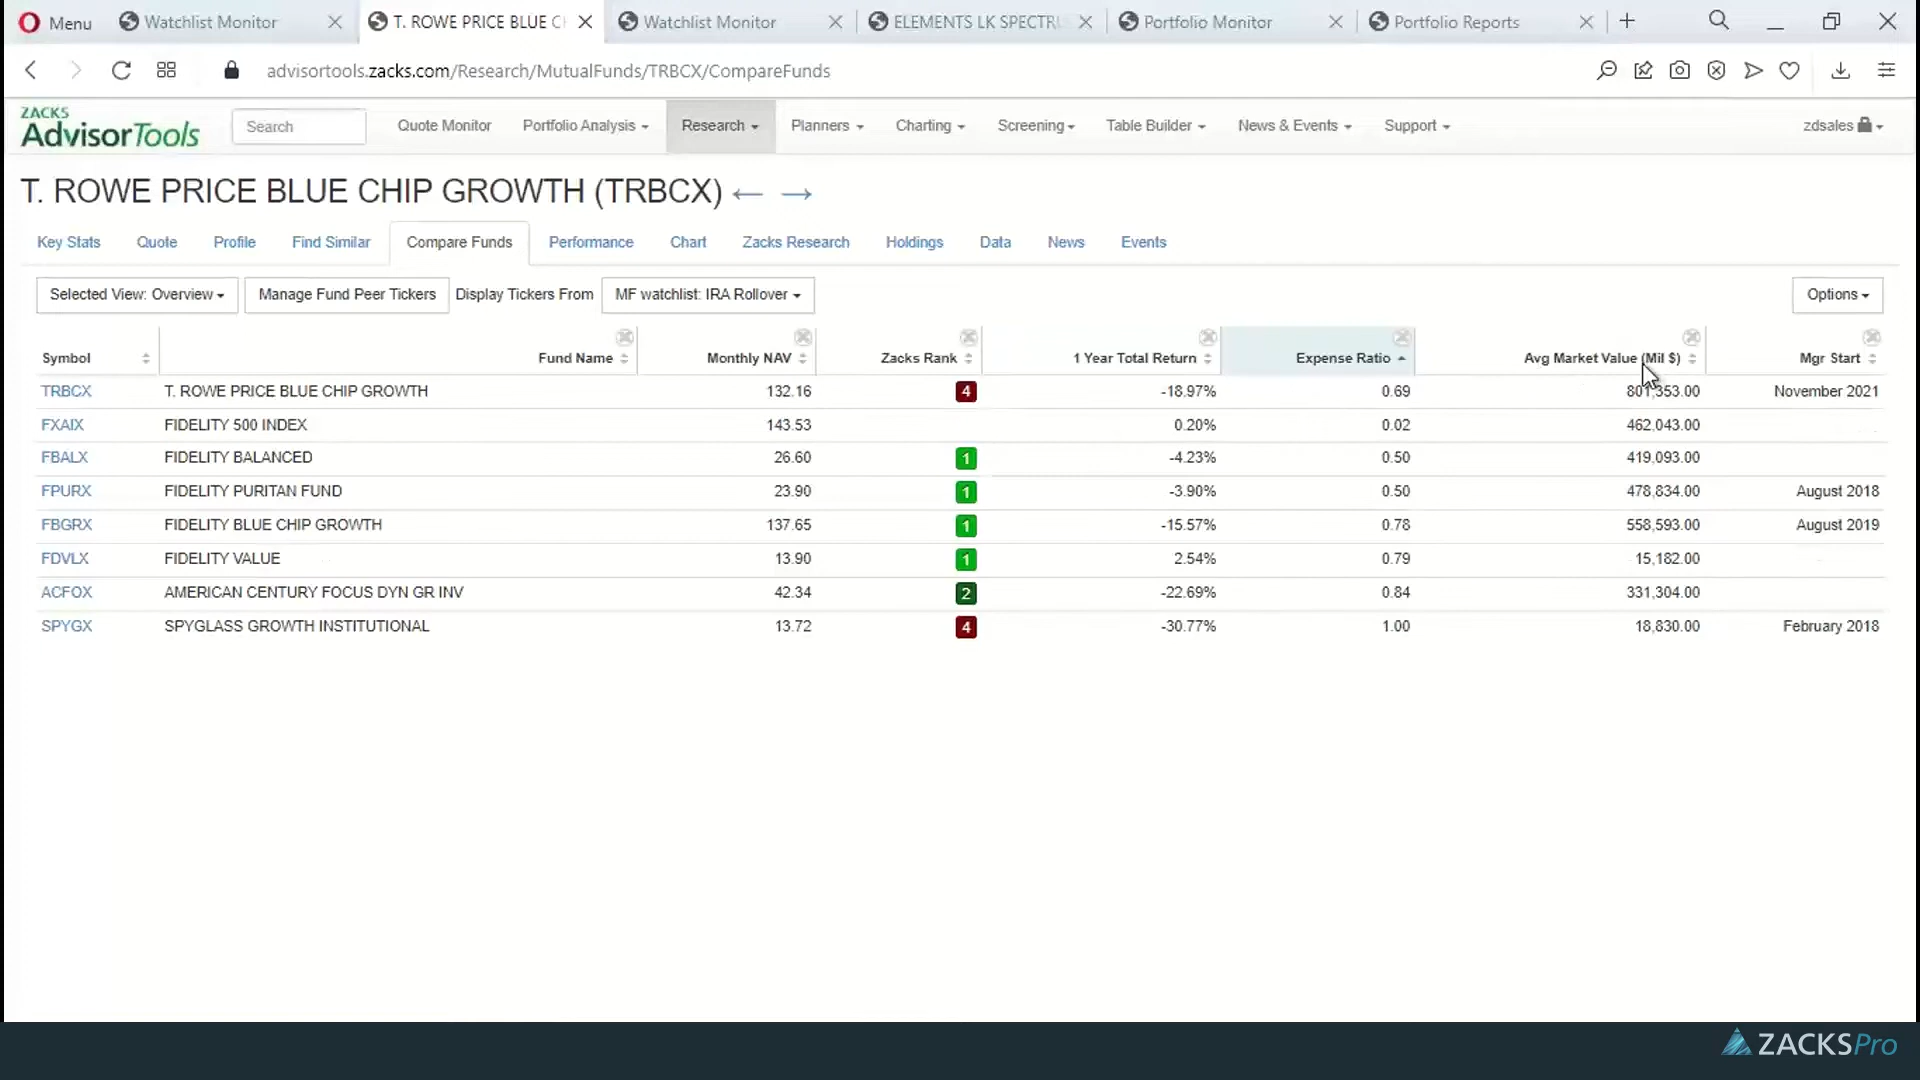 Menu Watchlist Monitor T. ROWE PRICE BLUE C Watchlist Monitor ELEMENTS LK SPECTRU Portfolio Monitor Portfolio Reports
advisortools.zacks.com/Research/MutualFunds/TRBCX/CompareFunds
ZACKS
AdvisorTools Search Quote Monitor Portfolio Analysis Research Planners Charting Screening Table Builder News & Events Support zdsales
T. ROWE PRICE BLUE CHIP GROWTH (TRBCX)
Key Stats Quote Profile Find Similar Compare Funds Performance Chart Zacks Research Holdings Data News Events
Selected View: Overview Manage Fund Peer Tickers Display Tickers From MF watchlist: IRA Rollover Options
Symbol Fund Name Monthly NAV Zacks Rank 1 Year Total Return Expense Ratio Avg Market Value (Mil $) Mgr Start
TRBCX T. ROWE PRICE BLUE CHIP GROWTH 132.16 4 -18.97% 0.69 801,353.00 November 2021
FXAIX FIDELITY 500 INDEX 143.53 0.20% 0.02 462,043.00
FBALX FIDELITY BALANCED 26.60 1 -4.23% 0.50 419,093.00
FPURX FIDELITY PURITAN FUND 23.90 1 -3.90% 0.50 478,834.00 August 2018
FBGRX FIDELITY BLUE CHIP GROWTH 137.65 1 -15.57% 0.78 558,593.00 August 2019
FDVLX FIDELITY VALUE 13.90 1 2.54% 0.79 15,182.00
ACFOX AMERICAN CENTURY FOCUS DYN GR INV 42.34 2 -22.69% 0.84 331,304.00
SPYGX SPYGLASS GROWTH INSTITUTIONAL 13.72 4 -30.77% 1.00 18,830.00 February 2018
ZACKSPro